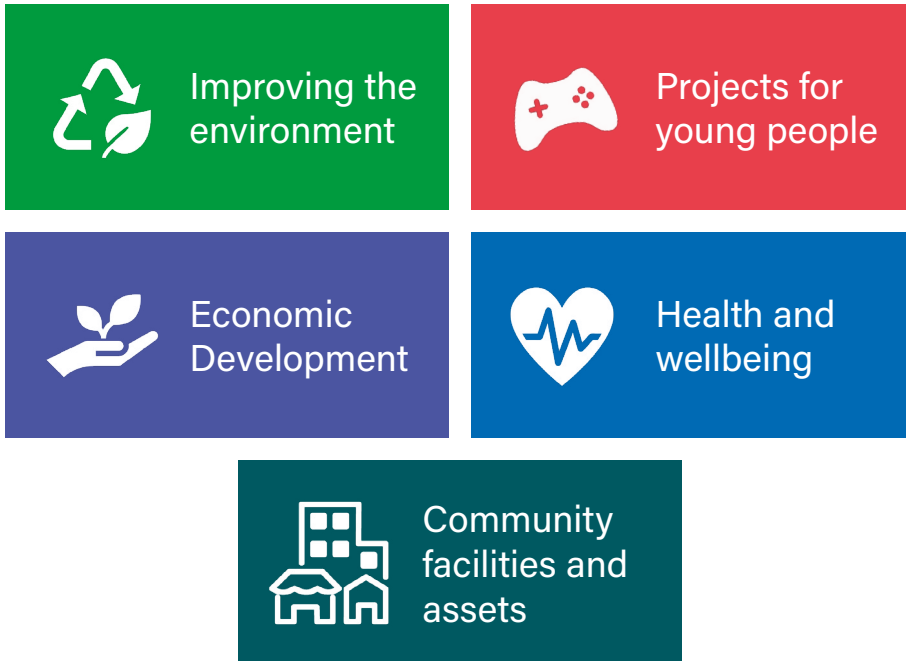 Improving the
environment
Projects for
young people
Economic
Development
Health and
wellbeing
Community
facilities and
assets